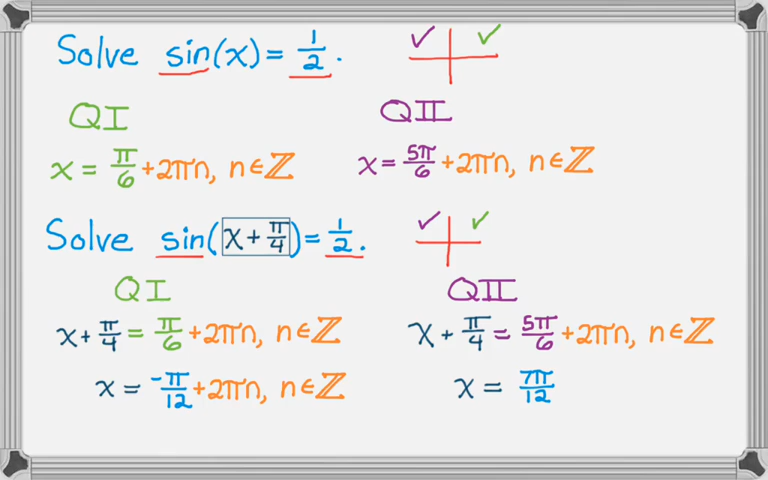 Solve sin(x) = 1/2.
QI QII
x = π/6 + 2πn, n ∈ ℤ x = 5π/6 + 2πn, n ∈ ℤ
Solve sin(x + π/4) = 1/2.
QI QII
x + π/4 = π/6 + 2πn, n ∈ ℤ x + π/4 = 5π/6 + 2πn, n ∈ ℤ
x = -π/12 + 2πn, n ∈ ℤ x = 7π/12